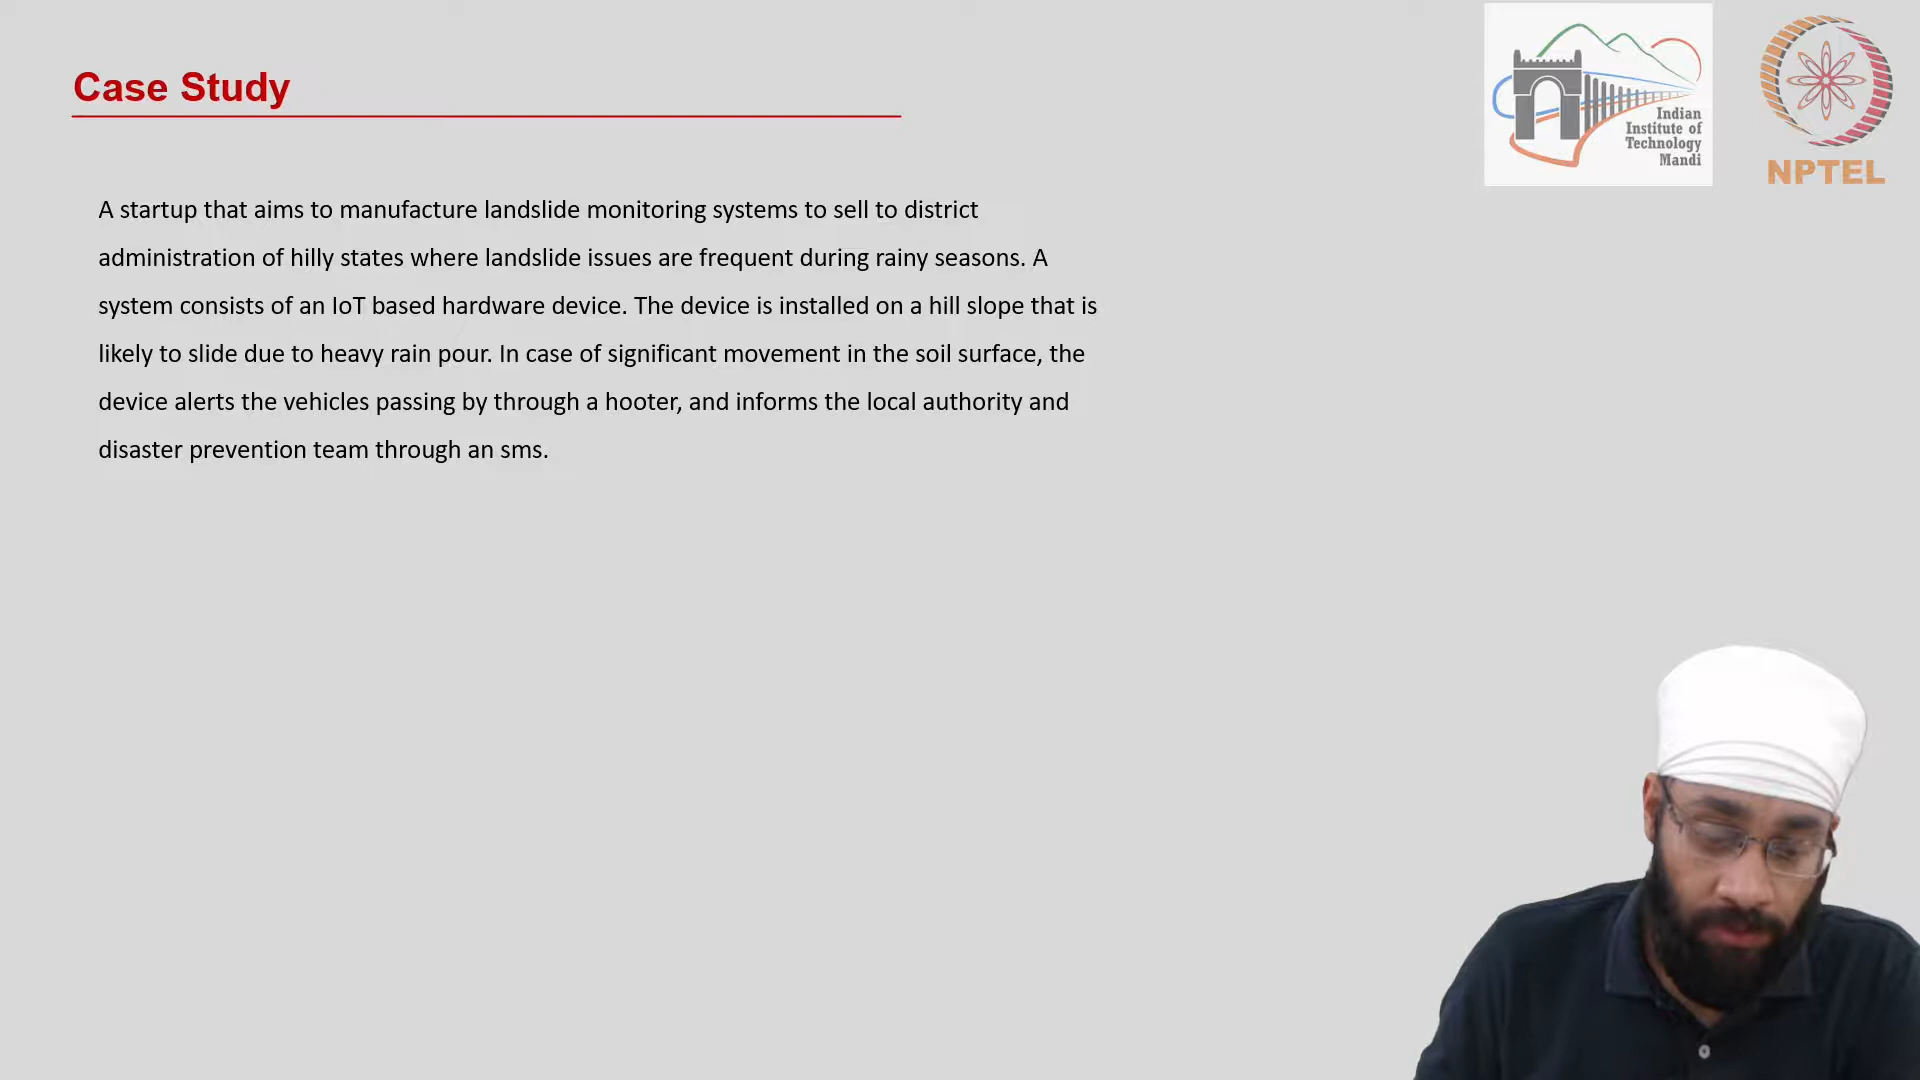 Case Study
A startup that aims to manufacture landslide monitoring systems to sell to district
administration of hilly states where landslide issues are frequent during rainy seasons. A
system consists of an IoT based hardware device. The device is installed on a hill slope that is
likely to slide due to heavy rain pour. In case of significant movement in the soil surface, the
device alerts the vehicles passing by through a hooter, and informs the local authority and
disaster prevention team through an sms.
Indian
Institute of
Technology
Mandi
NPTEL